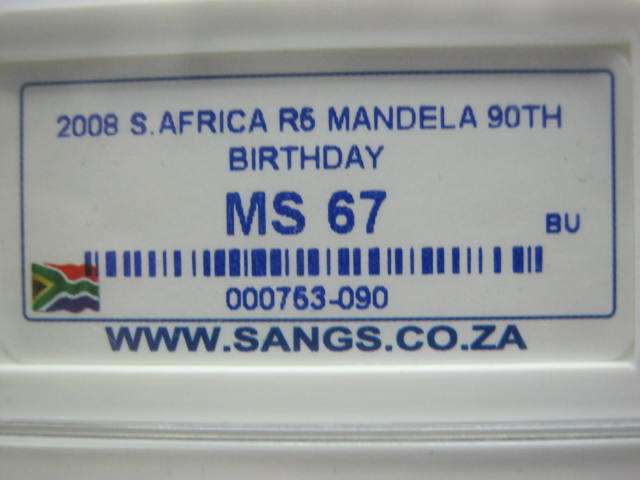 2008 S.AFRICA R5 MANDELA 90TH
BIRTHDAY
MS 67
BU
000763-090
WWW.SANGS.CO.ZA